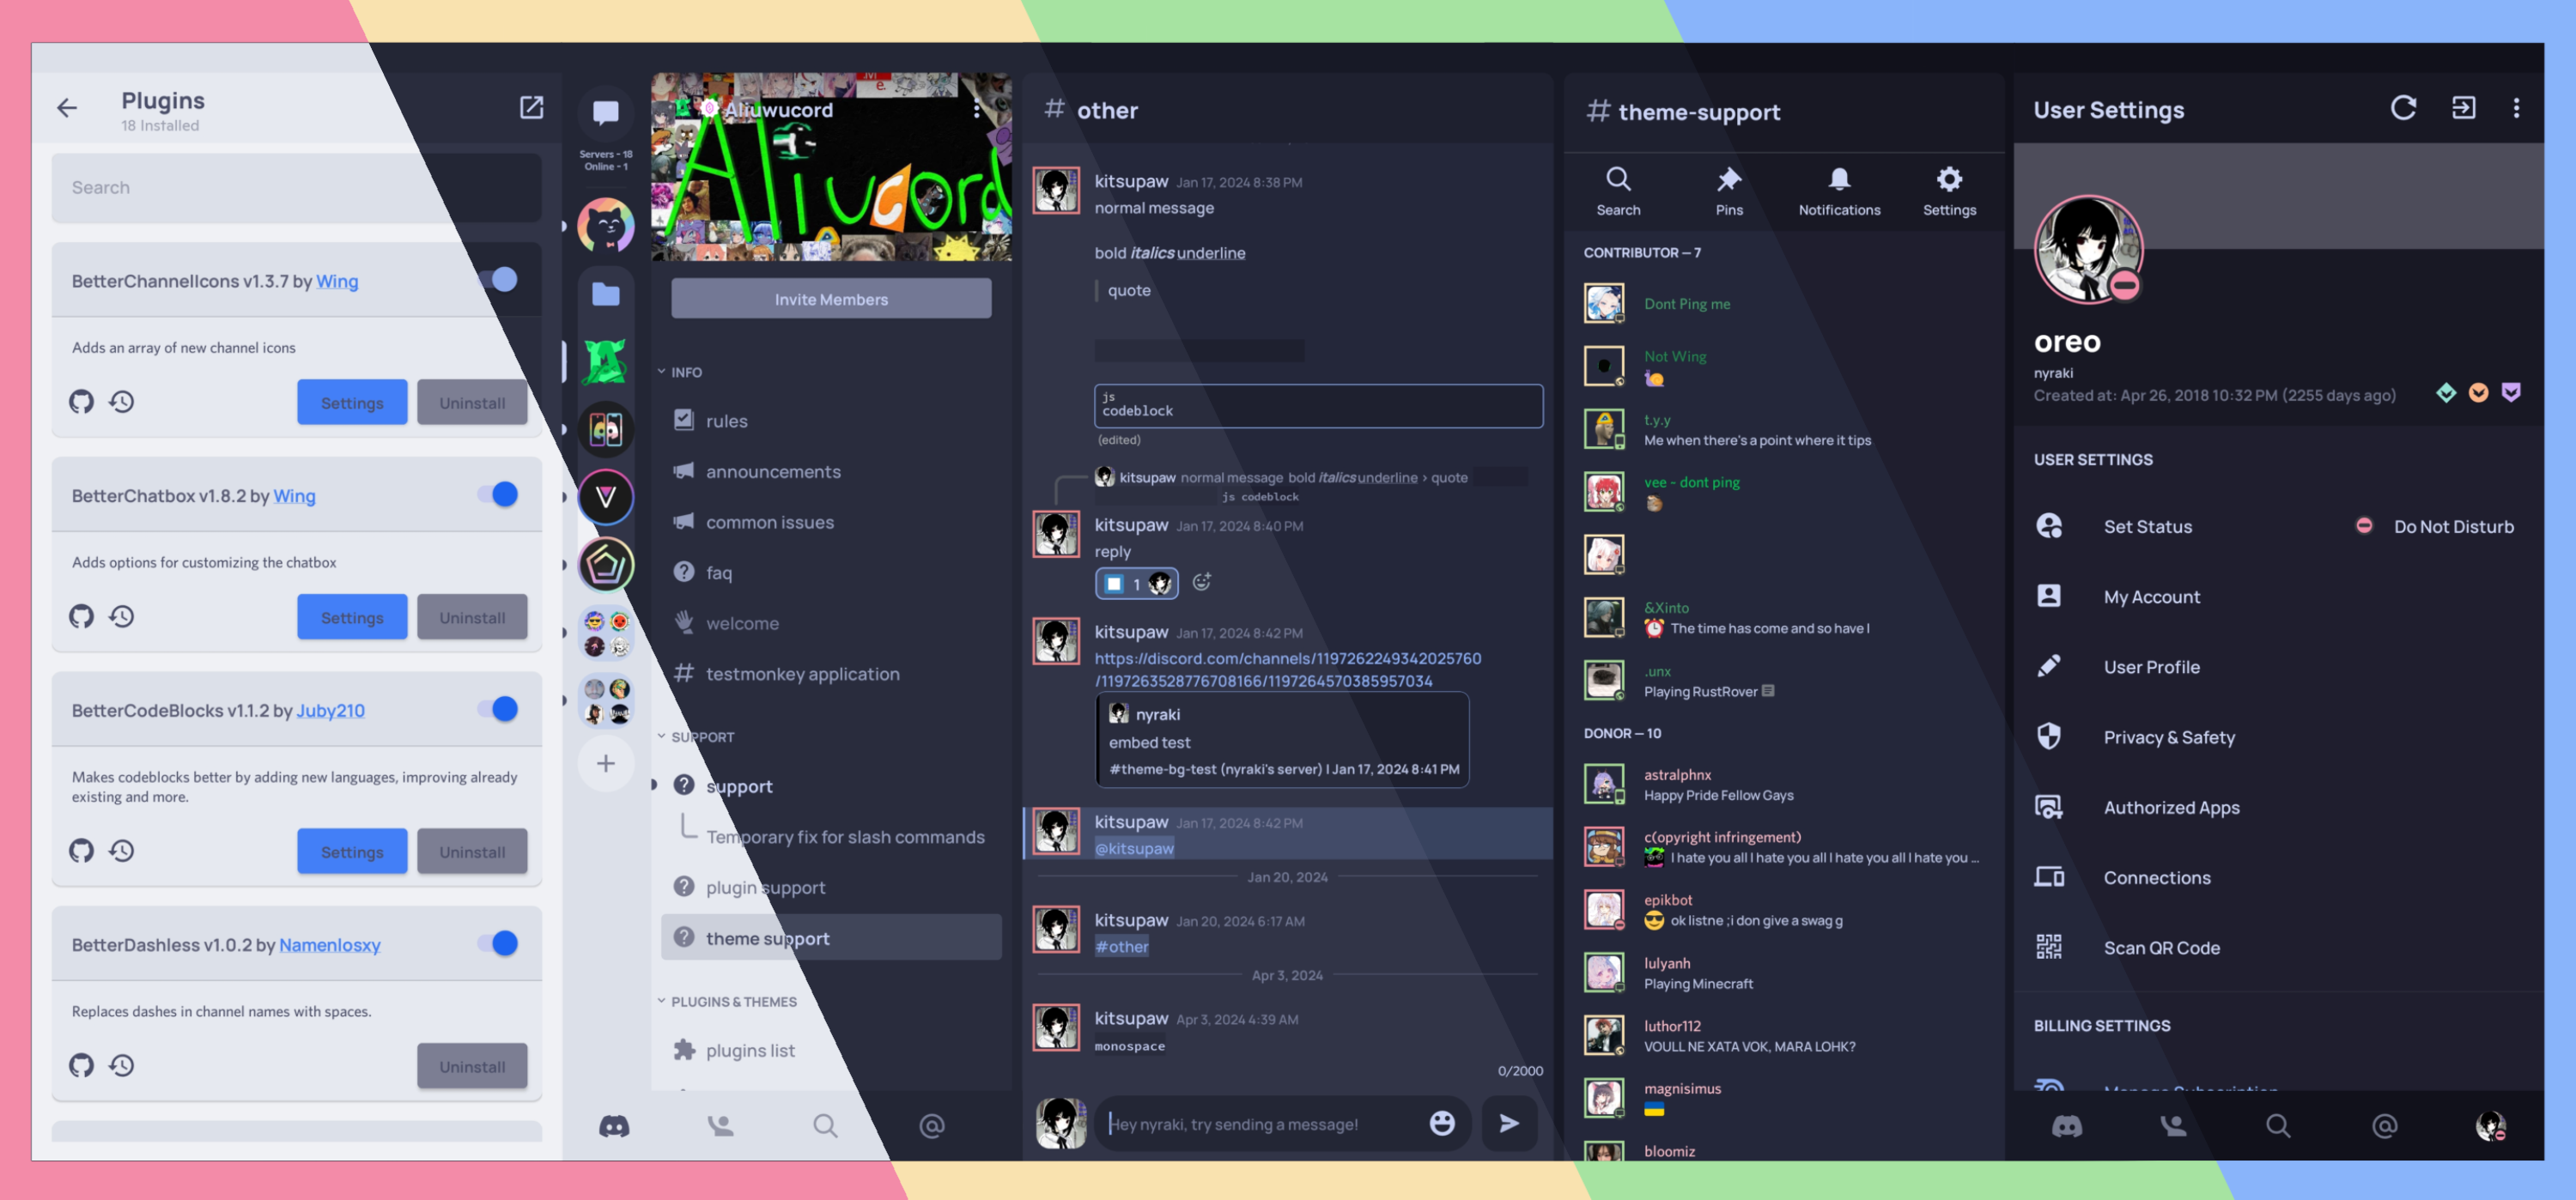 Plugins
18 Installed
Search
BetterChannelIcons v1.3.7 by Wing
Adds an array of new channel icons
Settings
Uninstall
BetterChatbox v1.8.2 by Wing
Adds options for customizing the chatbox
Settings
Uninstall
BetterCodeBlocks v1.1.2 by Juby210
Makes codeblocks better by adding new languages, improving already
existing and more.
Settings
Uninstall
BetterDashless v1.0.2 by Namenlosxy
Replaces dashes in channel names with spaces.
Uninstall
Servers - 18
Online - 1
Aliuwucord
Aliucord
Invite Members
INFO
rules
announcements
common issues
faq
welcome
testmonkey application
SUPPORT
support
Temporary fix for slash commands
plugin support
theme support
PLUGINS & THEMES
plugins list
# other
kitsupaw Jan 17, 2024 8:38 PM
normal message
bold italics underline
quote
js
codeblock
(edited)
kitsupaw normal message bold italics underline > quote
js codeblock
kitsupaw Jan 17, 2024 8:40 PM
reply
1
kitsupaw Jan 17, 2024 8:42 PM
https://discord.com/channels/1197262249342025760
/1197263528776708166/1197264570385957034
nyraki
embed test
#theme-bg-test (nyraki's server) | Jan 17, 2024 8:41 PM
kitsupaw Jan 17, 2024 8:42 PM
@kitsupaw
Jan 20, 2024
kitsupaw Jan 20, 2024 6:17 AM
#other
Apr 3, 2024
kitsupaw Apr 3, 2024 4:39 AM
monospace
0/2000
Hey nyraki, try sending a message!
# theme-support
Search
Pins
Notifications
Settings
CONTRIBUTOR — 7
Dont Ping me
Not Wing
t.y.y
Me when there's a point where it tips
vee - dont ping
&Xinto
The time has come and so have I
.unx
Playing RustRover
DONOR — 10
astralphnx
Happy Pride Fellow Gays
c(opyright infringement)
I hate you all I hate you all I hate you all I hate you ...
epikbot
ok listne ;i don give a swag g
lulyanh
Playing Minecraft
luthor112
VOULL NE XATA VOK, MARA LOHK?
magnisimus
bloomiz
User Settings
oreo
nyraki
Created at: Apr 26, 2018 10:32 PM (2255 days ago)
USER SETTINGS
Set Status
Do Not Disturb
My Account
User Profile
Privacy & Safety
Authorized Apps
Connections
Scan QR Code
BILLING SETTINGS